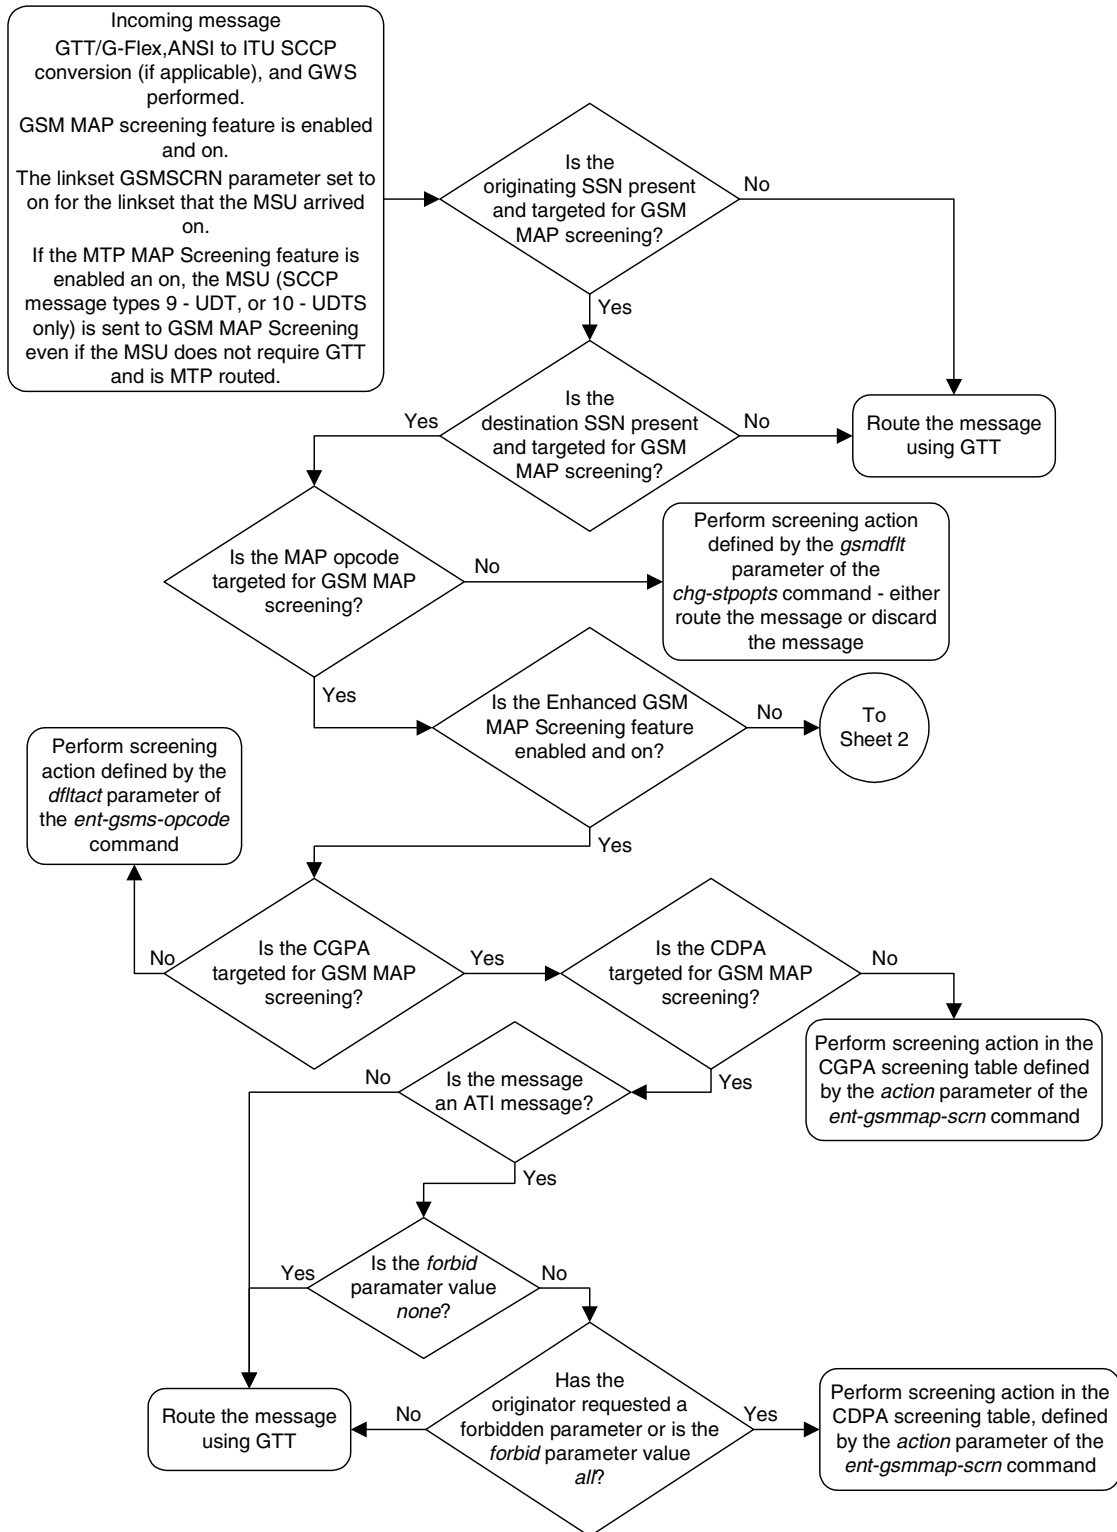 Incoming message
GTT/G-Flex,ANSI to ITU SCCP
conversion (if applicable), and GWS
performed.
GSM MAP screening feature is enabled
and on.
The linkset GSMSCRN parameter set to
on for the linkset that the MSU arrived
on.
If the MTP MAP Screening feature is
enabled an on, the MSU (SCCP
message types 9 - UDT, or 10 - UDTS
only) is sent to GSM MAP Screening
even if the MSU does not require GTT
and is MTP routed.
Is the
originating SSN present
and targeted for GSM
MAP screening?
No
Yes
Is the
destination SSN present
and targeted for GSM
MAP screening?
Yes
No
Route the message
using GTT
Is the MAP opcode
targeted for GSM MAP
screening?
No
Perform screening action
defined by the gsmdflt
parameter of the
chg-stpopts command - either
route the message or discard
the message
Yes
Is the Enhanced GSM
MAP Screening feature
enabled and on?
No
To
Sheet 2
Yes
Perform screening
action defined by the
dfltact parameter of
the ent-gsms-opcode
command
No
Is the CGPA
targeted for GSM MAP
screening?
Yes
Is the CDPA
targeted for GSM MAP
screening?
No
Perform screening action in the
CGPA screening table defined
by the action parameter of the
ent-gsmmap-scrn command
Yes
Is the message
an ATI message?
No
Yes
Is the forbid
paramater value
none?
Yes
No
Has the
originator requested a
forbidden parameter or is the
forbid parameter value
all?
No
Route the message
using GTT
Yes
Perform screening action in the
CDPA screening table, defined
by the action parameter of the
ent-gsmmap-scrn command